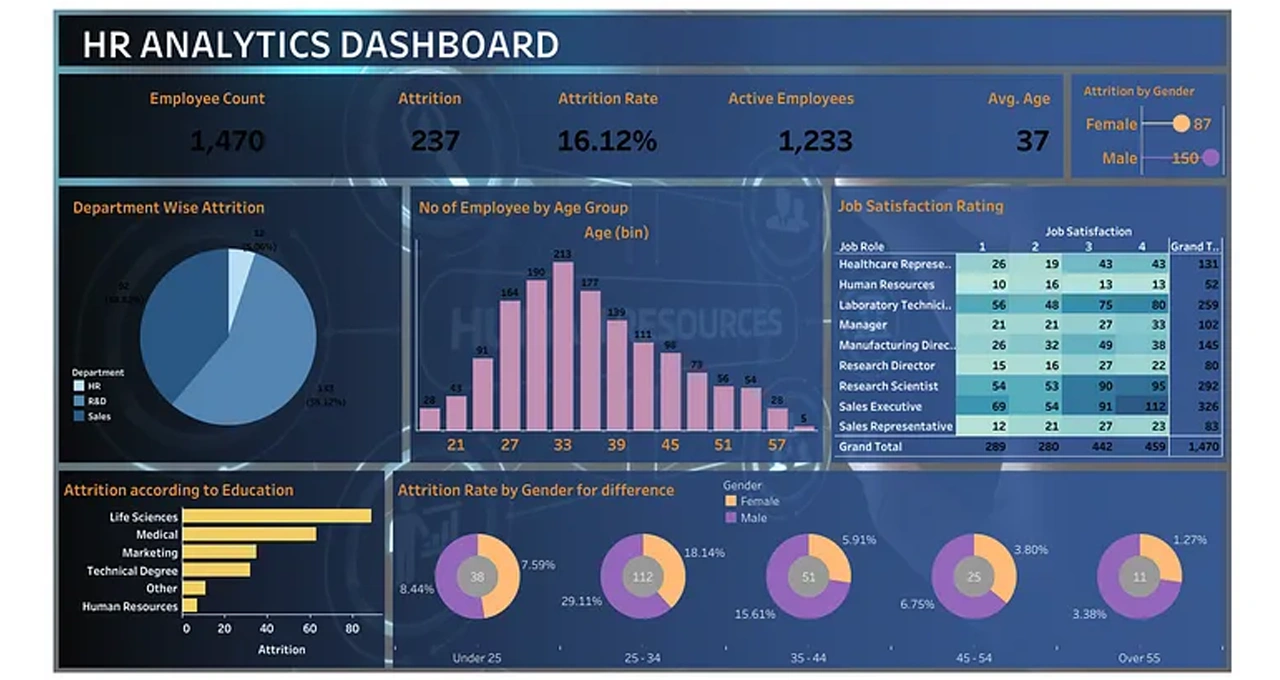 HR ANALYTICS DASHBOARD
Employee Count
1,470
Attrition
237
Attrition Rate
16.12%
Active Employees
1,233
Avg. Age
37
Attrition by Gender
Female 87
Male 150
Department Wise Attrition
12
92
133
Department
HR
R&D
Sales
No of Employee by Age Group
Age (bin)
28 43 91 164 190 213 177 139 111 98 73 56 54 28 5
21 27 33 39 45 51 57
HUMAN RESOURCES
Job Satisfaction Rating
Job Satisfaction
Job Role 1 2 3 4 Grand T..
Healthcare Represe.. 26 19 43 43 131
Human Resources 10 16 13 13 52
Laboratory Technici.. 56 48 75 80 259
Manager 21 21 27 33 102
Manufacturing Direc.. 26 32 49 38 145
Research Director 15 16 27 22 80
Research Scientist 54 53 90 95 292
Sales Executive 69 54 91 112 326
Sales Representative 12 21 27 23 83
Grand Total 289 280 442 459 1,470
Attrition according to Education
Life Sciences
Medical
Marketing
Technical Degree
Other
Human Resources
0 20 40 60 80
Attrition
Attrition Rate by Gender for difference
Gender
Female
Male
38
7.59%
8.44%
Under 25
112
18.14%
29.11%
25 - 34
51
5.91%
15.61%
35 - 44
25
3.80%
6.75%
45 - 54
11
1.27%
3.38%
Over 55